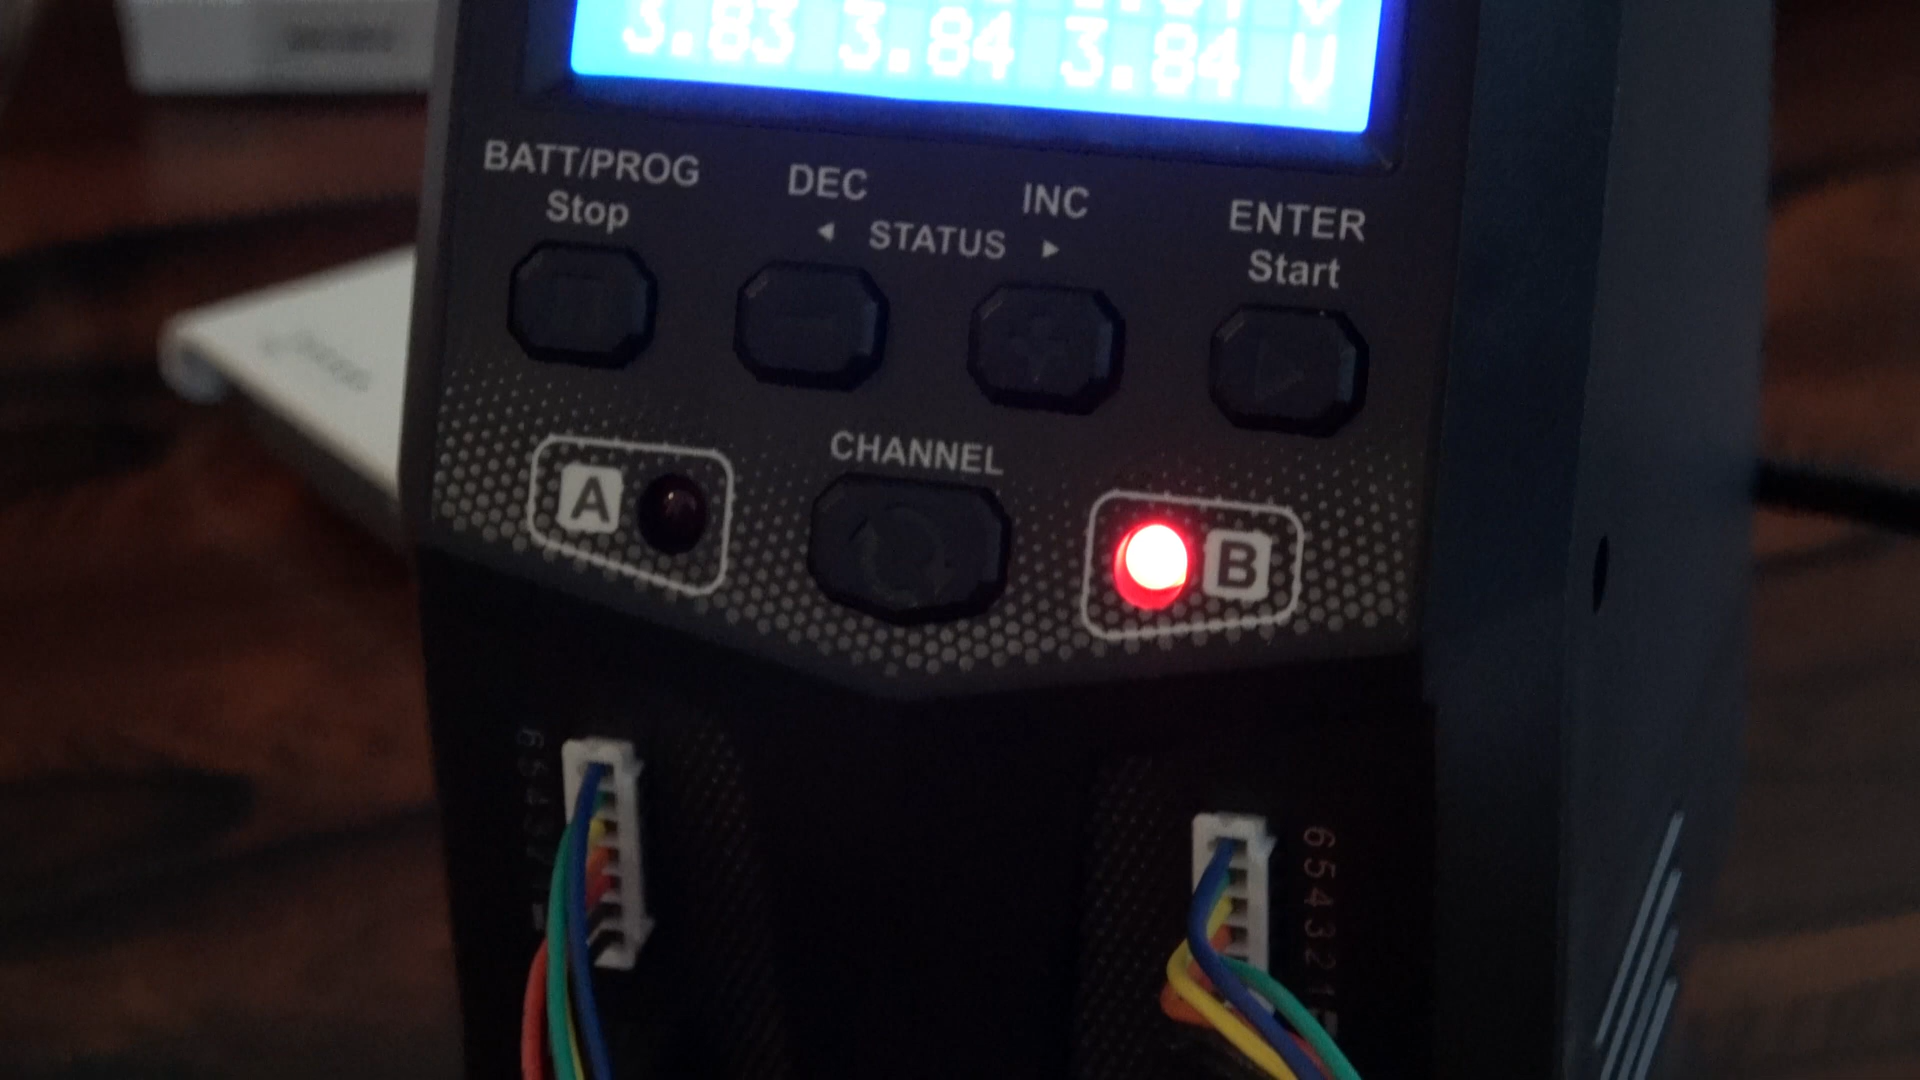 3.83 3.84 3.84 V
BATT/PROG
Stop
DEC
INC
◄ STATUS ►
ENTER
Start
A
CHANNEL
B
6 5 4 3 2 1